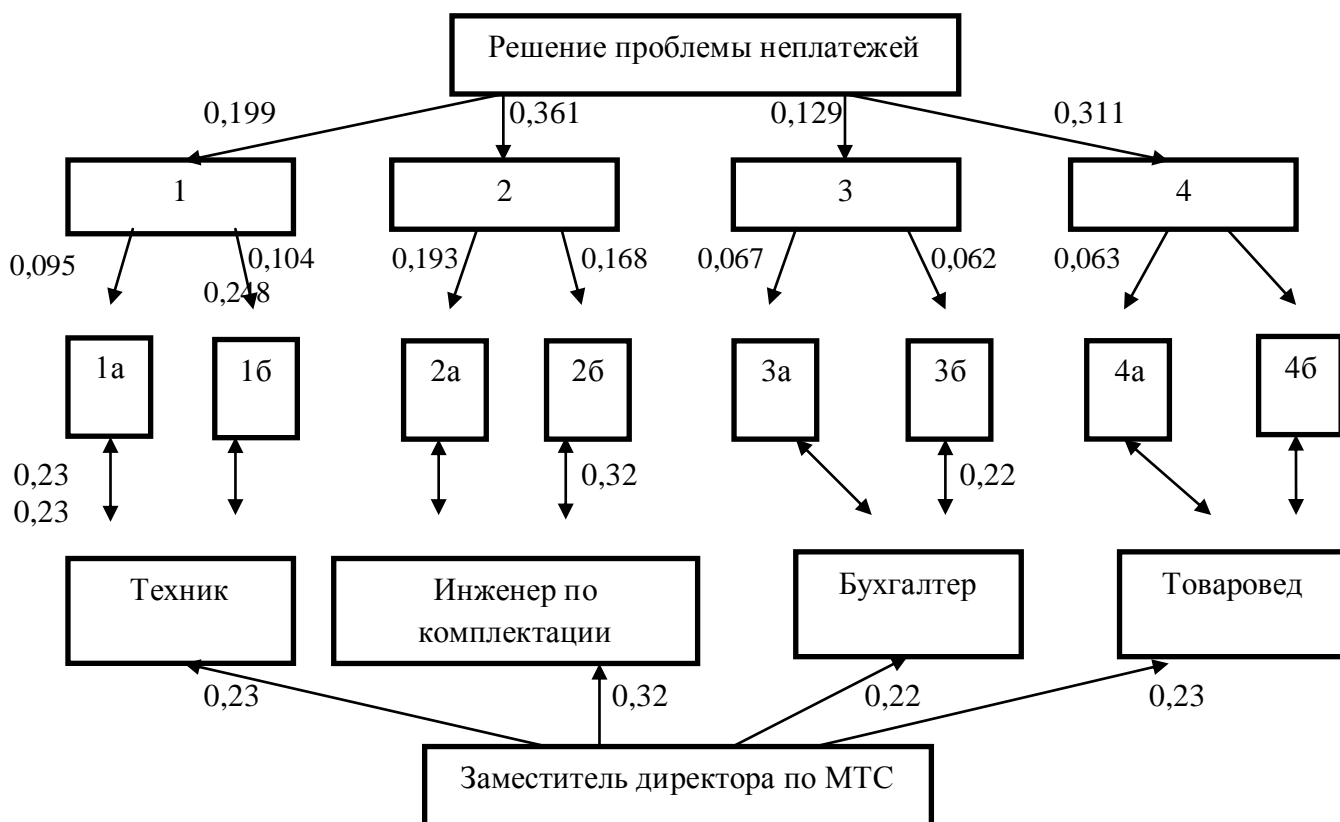 Решение проблемы неплатежей
0,199
0,361
0,129
0,311
1
2
3
4
0,095
0,104
0,193
0,168
0,067
0,062
0,063
0,248
1а
1б
2а
2б
3а
3б
4а
4б
0,23
0,32
0,22
0,23
Техник
Инженер по
комплектации
Бухгалтер
Товаровед
0,23
0,32
0,22
0,23
Заместитель директора по МТС